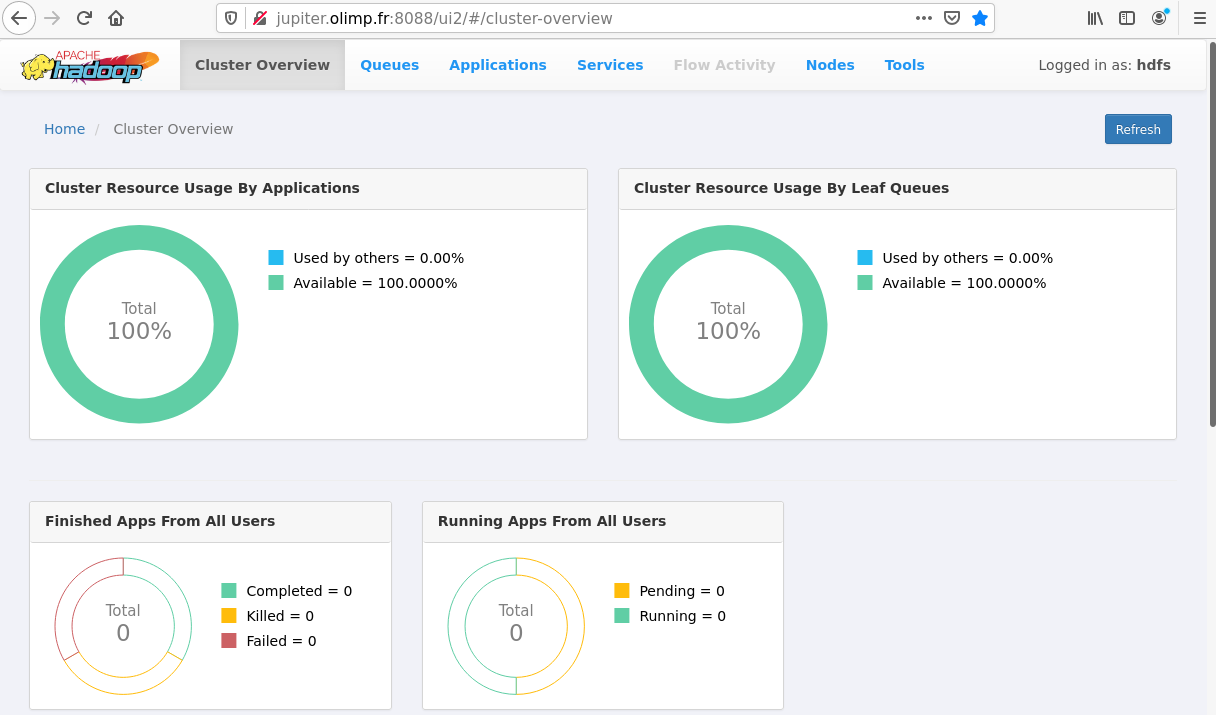 jupiter.olimp.fr:8088/ui2/#/cluster-overview
APACHE
hadoop
Cluster Overview
Queues
Applications
Services
Flow Activity
Nodes
Tools
Logged in as: hdfs
Home / Cluster Overview
Refresh
Cluster Resource Usage By Applications
Total
100%
Used by others = 0.00%
Available = 100.0000%
Cluster Resource Usage By Leaf Queues
Total
100%
Used by others = 0.00%
Available = 100.0000%
Finished Apps From All Users
Total
0
Completed = 0
Killed = 0
Failed = 0
Running Apps From All Users
Total
0
Pending = 0
Running = 0